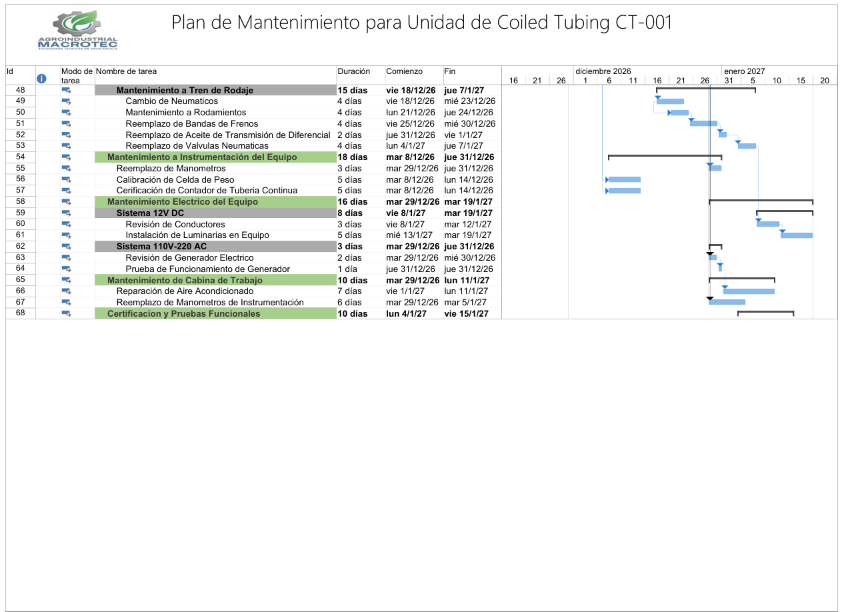 Plan de Mantenimiento para Unidad de Coiled Tubing CT-001
AGROINDUSTRIAL
MACROTEC
Id Modo de tarea Nombre de tarea Duración Comienzo Fin diciembre 2026 enero 2027
16 21 26 1 6 11 16 21 26 31 5 10 15 20
48 Mantenimiento a Tren de Rodaje 15 días vie 18/12/26 jue 7/1/27
49 Cambio de Neumaticos 4 días vie 18/12/26 mié 23/12/26
50 Mantenimiento a Rodamientos 4 días lun 21/12/26 jue 24/12/26
51 Reemplazo de Bandas de Frenos 4 días vie 25/12/26 mié 30/12/26
52 Reemplazo de Aceite de Transmisión de Diferencial 2 días jue 31/12/26 vie 1/1/27
53 Reemplazo de Valvulas Neumaticas 4 días lun 4/1/27 jue 7/1/27
54 Mantenimiento a Instrumentación del Equipo 18 días mar 8/12/26 jue 31/12/26
55 Reemplazo de Manometros 3 días mar 29/12/26 jue 31/12/26
56 Calibración de Celda de Peso 5 días mar 8/12/26 lun 14/12/26
57 Cerificación de Contador de Tuberia Continua 5 días mar 8/12/26 lun 14/12/26
58 Mantenimiento Electrico del Equipo 16 días mar 29/12/26 mar 19/1/27
59 Sistema 12V DC 8 días vie 8/1/27 mar 19/1/27
60 Revisión de Conductores 3 días vie 8/1/27 mar 12/1/27
61 Instalación de Luminarias en Equipo 5 días mié 13/1/27 mar 19/1/27
62 Sistema 110V-220 AC 3 días mar 29/12/26 jue 31/12/26
63 Revisión de Generador Electrico 2 días mar 29/12/26 mié 30/12/26
64 Prueba de Funcionamiento de Generador 1 día jue 31/12/26 jue 31/12/26
65 Mantenimiento de Cabina de Trabajo 10 días mar 29/12/26 lun 11/1/27
66 Reparación de Aire Acondicionado 7 días vie 1/1/27 lun 11/1/27
67 Reemplazo de Manometros de Instrumentación 6 días mar 29/12/26 mar 5/1/27
68 Certificacion y Pruebas Funcionales 10 días lun 4/1/27 vie 15/1/27